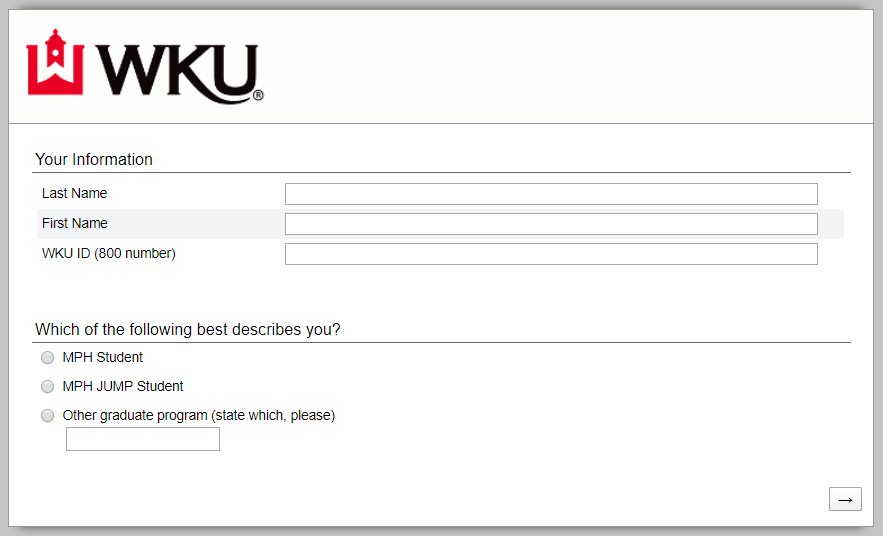 WKU®
Your Information
Last Name
First Name
WKU ID (800 number)
Which of the following best describes you?
MPH Student
MPH JUMP Student
Other graduate program (state which, please)
→